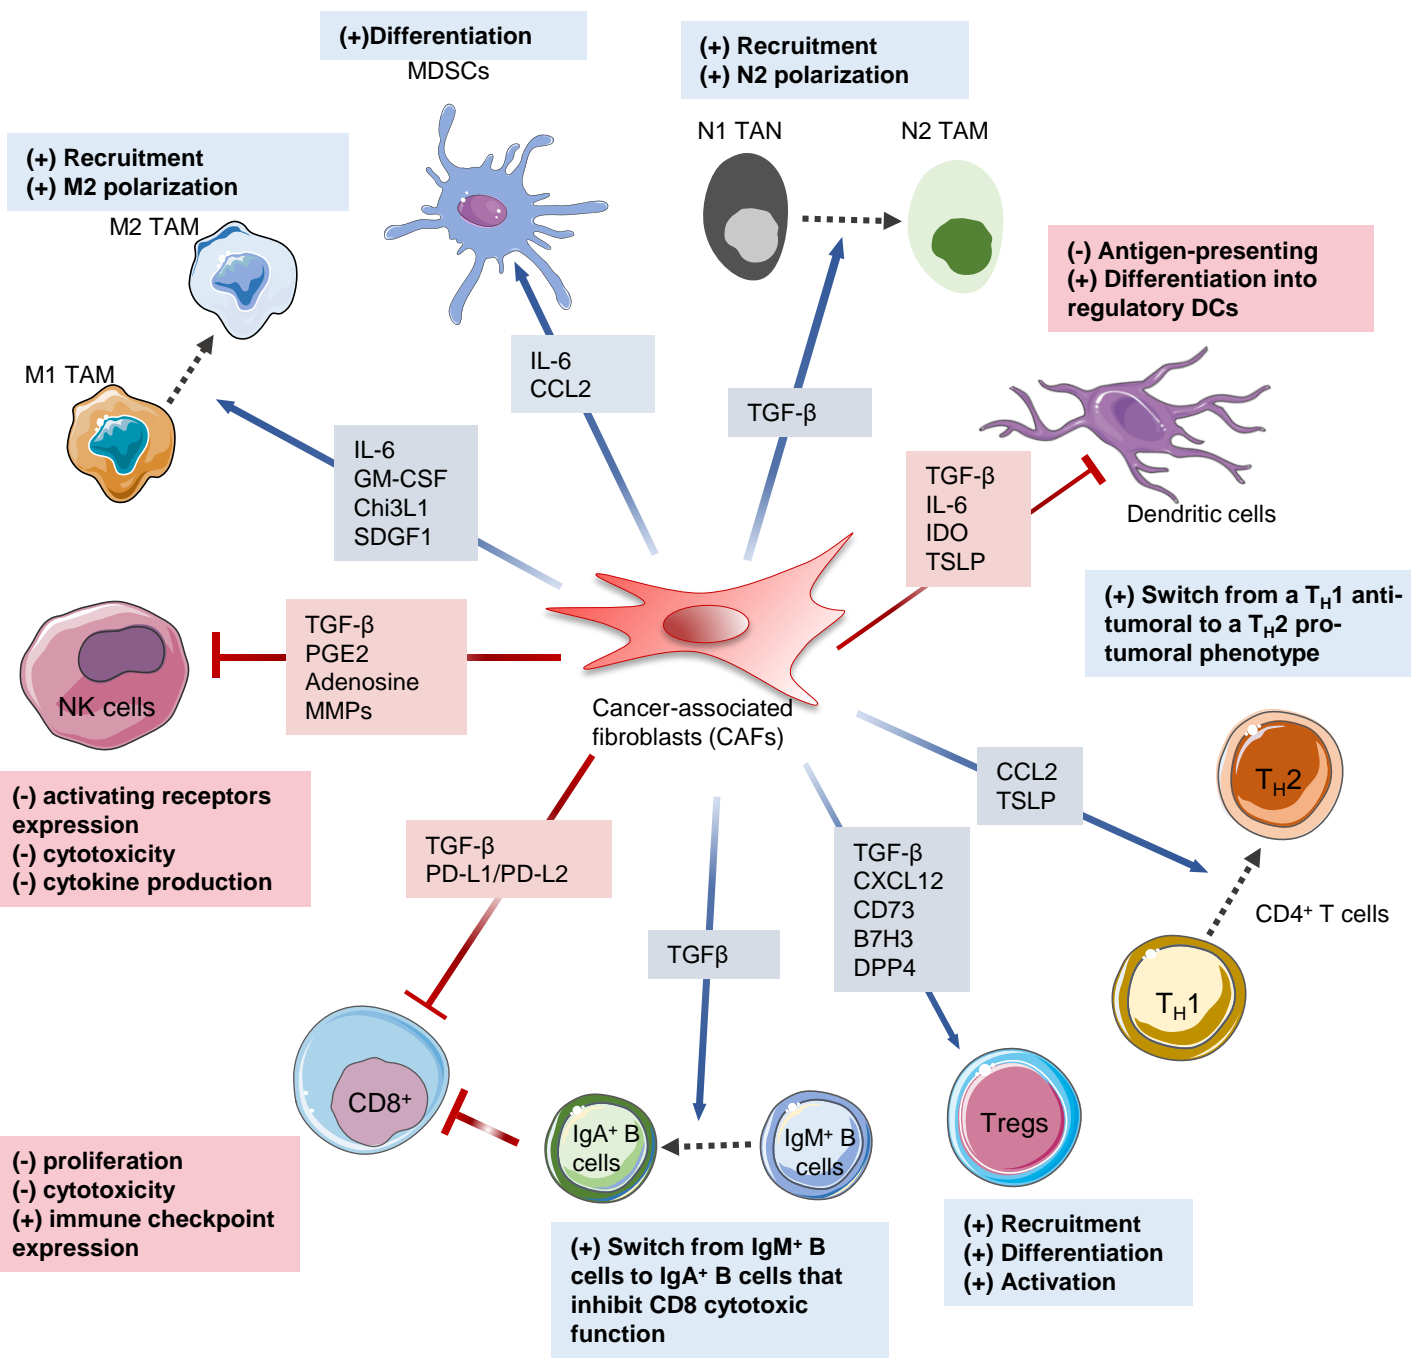 (+)Differentiation
MDSCs
(+) Recruitment
(+) N2 polarization
N1 TAN
N2 TAM
(+) Recruitment
(+) M2 polarization
M2 TAM
M1 TAM
(-) Antigen-presenting
(+) Differentiation into
regulatory DCs
IL-6
CCL2
TGF-β
IL-6
GM-CSF
Chi3L1
SDGF1
TGF-β
IL-6
IDO
TSLP
Dendritic cells
(+) Switch from a TH1 anti-
tumoral to a TH2 pro-
tumoral phenotype
TGF-β
PGE2
Adenosine
MMPs
NK cells
Cancer-associated
fibroblasts (CAFs)
(-) activating receptors
expression
(-) cytotoxicity
(-) cytokine production
CCL2
TSLP
TH2
CD4+ T cells
TH1
TGF-β
PD-L1/PD-L2
TGF-β
CXCL12
CD73
B7H3
DPP4
TGFβ
CD8+
IgA+ B
cells
IgM+ B
cells
Tregs
(-) proliferation
(-) cytotoxicity
(+) immune checkpoint
expression
(+) Switch from IgM+ B
cells to IgA+ B cells that
inhibit CD8 cytotoxic
function
(+) Recruitment
(+) Differentiation
(+) Activation